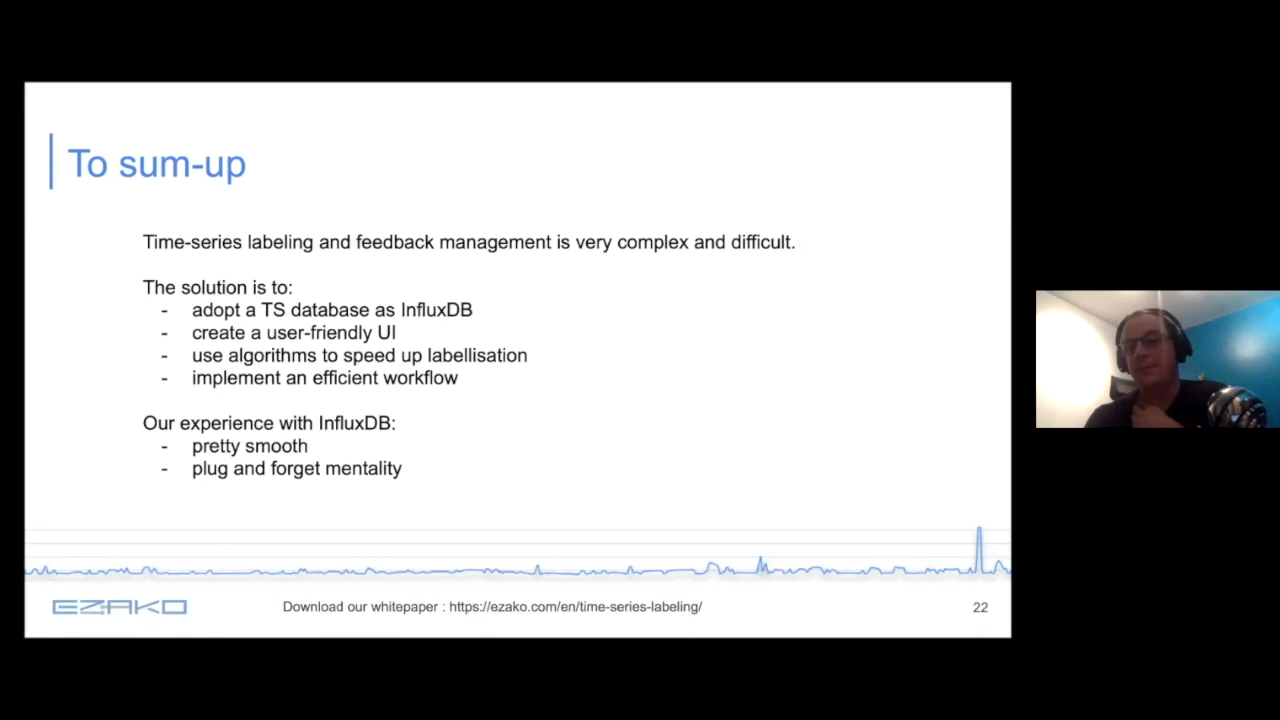 To sum-up
Time-series labeling and feedback management is very complex and difficult.
The solution is to:
- adopt a TS database as InfluxDB
- create a user-friendly UI
- use algorithms to speed up labellisation
- implement an efficient workflow
Our experience with InfluxDB:
- pretty smooth
- plug and forget mentality
EZAKO
Download our whitepaper : https://ezako.com/en/time-series-labeling/
22